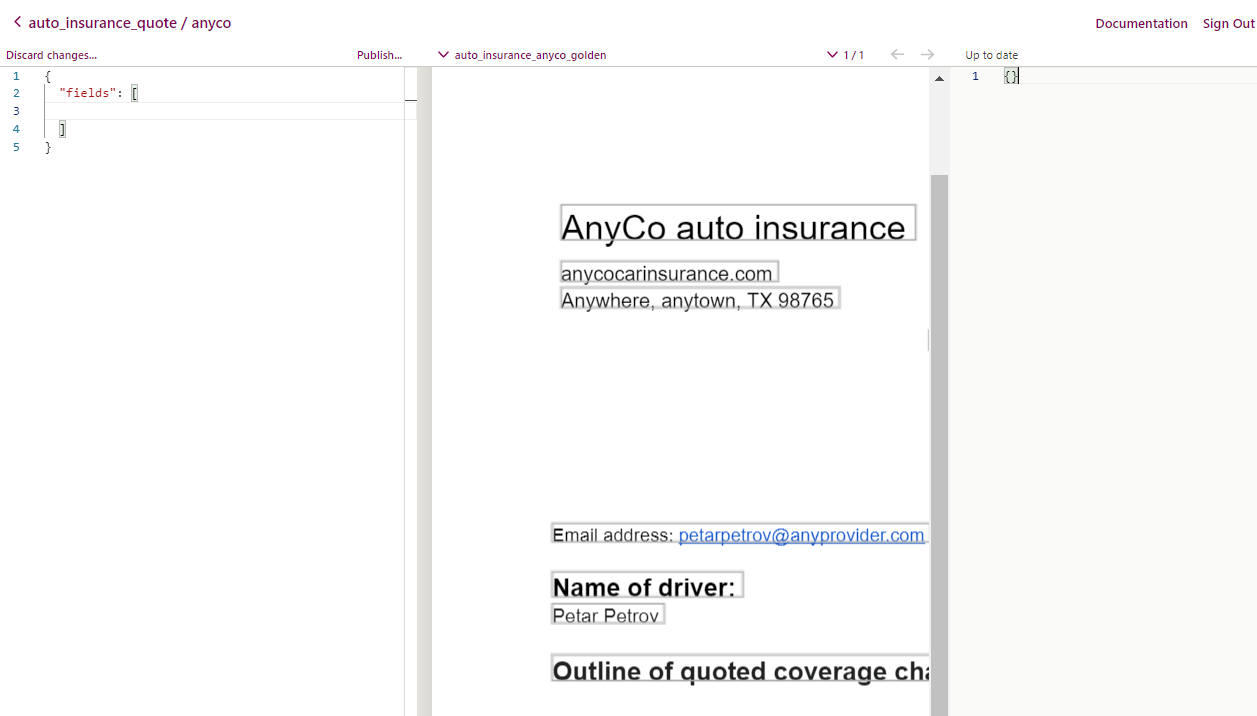 auto_insurance_quote / anyco
Documentation Sign Out
Discard changes... Publish...
auto_insurance_anyco_golden 1 / 1
Up to date
1 {
2 "fields": [
3
4 ]
5 }
AnyCo auto insurance
anycocarinsurance.com
Anywhere, anytown, TX 98765
Email address: petarpetrov@anyprovider.com
Name of driver:
Petar Petrov
Outline of quoted coverage cha
1 {}